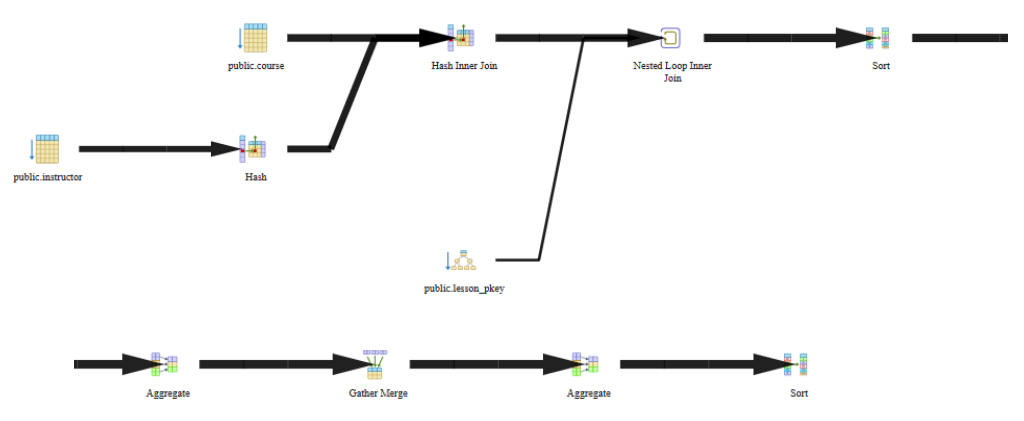 public.course
Hash Inner Join
Nested Loop Inner
Join
Sort
public.instructor
Hash
public.lesson_pkey
Aggregate
Gather Merge
Aggregate
Sort